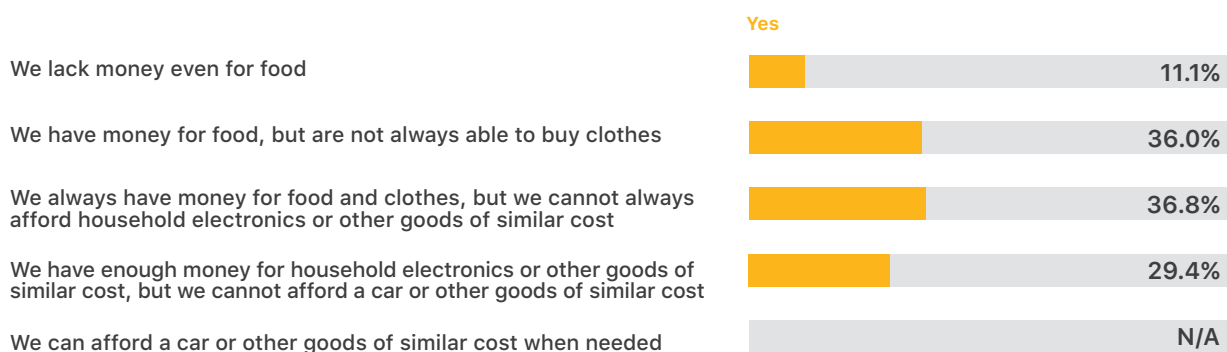 Yes
We lack money even for food
11.1%
We have money for food, but are not always able to buy clothes
36.0%
We always have money for food and clothes, but we cannot always
afford household electronics or other goods of similar cost
36.8%
We have enough money for household electronics or other goods of
similar cost, but we cannot afford a car or other goods of similar cost
29.4%
We can afford a car or other goods of similar cost when needed
N/A